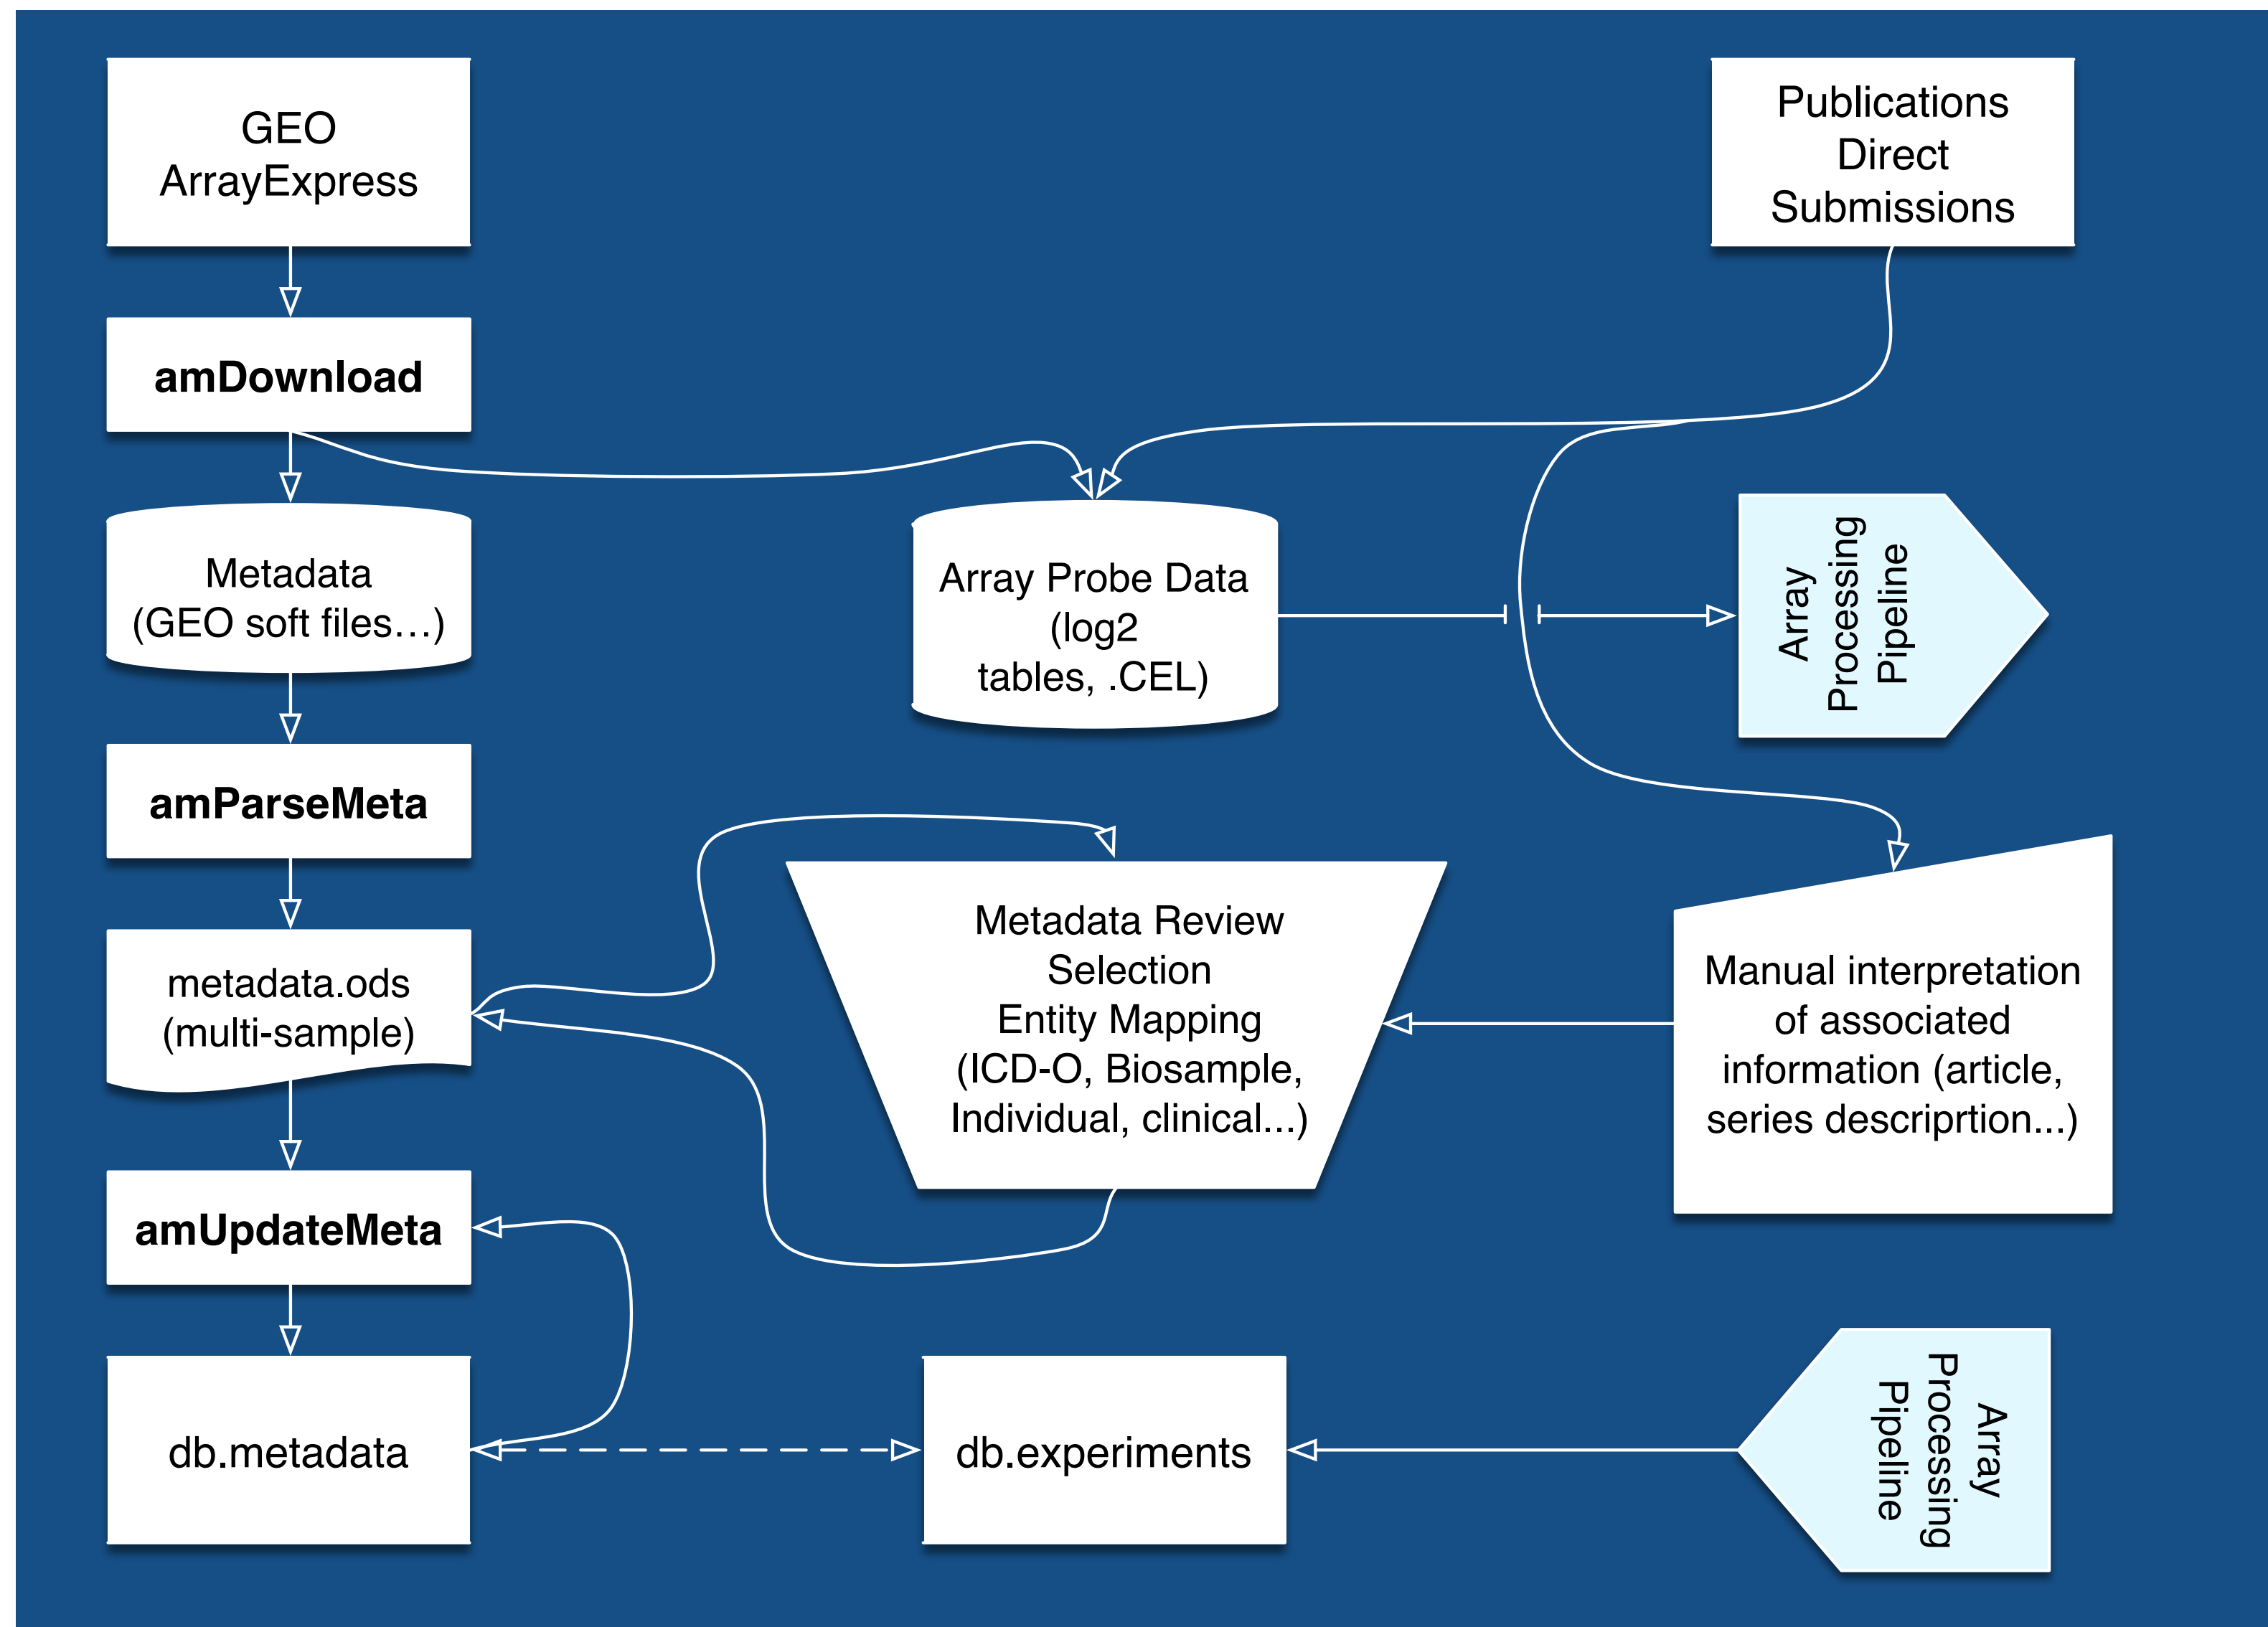 GEO
ArrayExpress
Publications
Direct
Submissions
amDownload
Metadata
(GEO soft files…)
Array Probe Data
(log2
tables, .CEL)
Array
Processing
Pipeline
amParseMeta
metadata.ods
(multi-sample)
Metadata Review
Selection
Entity Mapping
(ICD-O, Biosample,
Individual, clinical...)
Manual interpretation
of associated
information (article,
series descriprtion...)
amUpdateMeta
db.metadata
db.experiments
Array
Processing
Pipeline